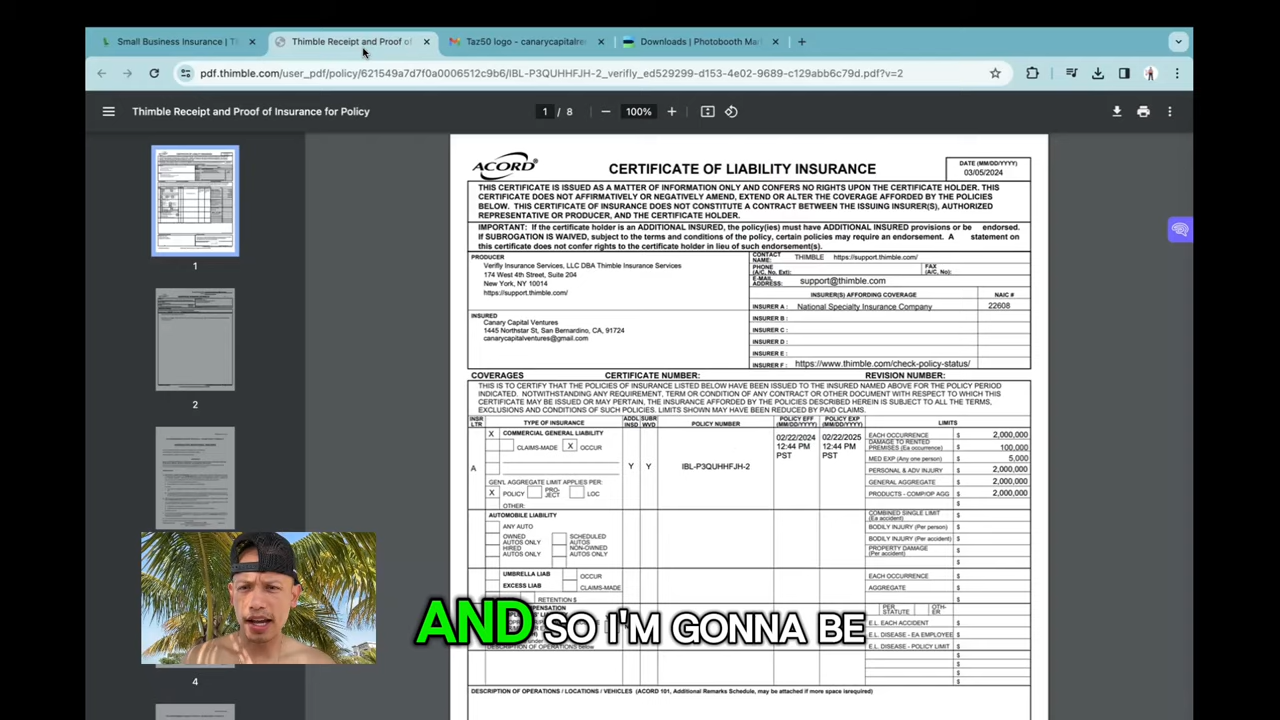 Small Business Insurance | T
Thimble Receipt and Proof of
Taz50 logo - canarycapitalre
Downloads | Photobooth Mar
pdf.thimble.com/user_pdf/policy/621549a7d7f0a0006512c9b6/IBL-P3QUHHFJH-2_verifly_ed529299-d153-4e02-9689-c129abb6c79d.pdf?v=2
Thimble Receipt and Proof of Insurance for Policy
1 / 8
100%
1
2
4
ACORD
CERTIFICATE OF LIABILITY INSURANCE
DATE (MM/DD/YYYY)
03/05/2024
THIS CERTIFICATE IS ISSUED AS A MATTER OF INFORMATION ONLY AND CONFERS NO RIGHTS UPON THE CERTIFICATE HOLDER. THIS
CERTIFICATE DOES NOT AFFIRMATIVELY OR NEGATIVELY AMEND, EXTEND OR ALTER THE COVERAGE AFFORDED BY THE POLICIES
BELOW. THIS CERTIFICATE OF INSURANCE DOES NOT CONSTITUTE A CONTRACT BETWEEN THE ISSUING INSURER(S), AUTHORIZED
REPRESENTATIVE OR PRODUCER, AND THE CERTIFICATE HOLDER.
IMPORTANT: If the certificate holder is an ADDITIONAL INSURED, the policy(ies) must have ADDITIONAL INSURED provisions or be endorsed.
If SUBROGATION IS WAIVED, subject to the terms and conditions of the policy, certain policies may require an endorsement. A statement on
this certificate does not confer rights to the certificate holder in lieu of such endorsement(s).
PRODUCER
Verifly Insurance Services, LLC DBA Thimble Insurance Services
174 West 4th Street, Suite 204
New York, NY 10014
https://support.thimble.com/
CONTACT NAME: THIMBLE https://support.thimble.com/
PHONE (A/C, No, Ext):
FAX (A/C, No):
E-MAIL ADDRESS: support@thimble.com
INSURER(S) AFFORDING COVERAGE
NAIC #
INSURER A : National Specialty Insurance Company 22608
INSURED
Canary Capital Ventures
1445 Northstar St, San Bernardino, CA, 91724
canarycapitalventures@gmail.com
INSURER B :
INSURER C :
INSURER D :
INSURER E :
INSURER F : https://www.thimble.com/check-policy-status/
COVERAGES
CERTIFICATE NUMBER:
REVISION NUMBER:
THIS IS TO CERTIFY THAT THE POLICIES OF INSURANCE LISTED BELOW HAVE BEEN ISSUED TO THE INSURED NAMED ABOVE FOR THE POLICY PERIOD
INDICATED. NOTWITHSTANDING ANY REQUIREMENT, TERM OR CONDITION OF ANY CONTRACT OR OTHER DOCUMENT WITH RESPECT TO WHICH THIS
CERTIFICATE MAY BE ISSUED OR MAY PERTAIN, THE INSURANCE AFFORDED BY THE POLICIES DESCRIBED HEREIN IS SUBJECT TO ALL THE TERMS,
EXCLUSIONS AND CONDITIONS OF SUCH POLICIES. LIMITS SHOWN MAY HAVE BEEN REDUCED BY PAID CLAIMS.
INSR LTR
TYPE OF INSURANCE
ADDL INSD
SUBR WVD
POLICY NUMBER
POLICY EFF (MM/DD/YYYY)
POLICY EXP (MM/DD/YYYY)
LIMITS
X COMMERCIAL GENERAL LIABILITY
CLAIMS-MADE X OCCUR
A
GEN'L AGGREGATE LIMIT APPLIES PER:
X POLICY PRO-JECT LOC
OTHER:
Y Y
IBL-P3QUHHFJH-2
02/22/2024
12:44 PM
PST
02/22/2025
12:44 PM
PST
EACH OCCURRENCE $ 2,000,000
DAMAGE TO RENTED PREMISES (Ea occurrence) $ 100,000
MED EXP (Any one person) $ 5,000
PERSONAL & ADV INJURY $ 2,000,000
GENERAL AGGREGATE $ 2,000,000
PRODUCTS - COMP/OP AGG $ 2,000,000
$
AUTOMOBILE LIABILITY
ANY AUTO
OWNED AUTOS ONLY
SCHEDULED AUTOS
HIRED AUTOS ONLY
NON-OWNED AUTOS ONLY
COMBINED SINGLE LIMIT (Ea accident) $
BODILY INJURY (Per person) $
BODILY INJURY (Per accident) $
PROPERTY DAMAGE (Per accident) $
$
UMBRELLA LIAB OCCUR
EXCESS LIAB CLAIMS-MADE
RETENTION $
EACH OCCURRENCE $
AGGREGATE $
$
PER STATUTE OTH-ER
E.L. EACH ACCIDENT $
E.L. DISEASE - EA EMPLOYEE $
E.L. DISEASE - POLICY LIMIT $
AND SO I'M GONNA BE
DESCRIPTION OF OPERATIONS / LOCATIONS / VEHICLES (ACORD 101, Additional Remarks Schedule, may be attached if more space isrequired)